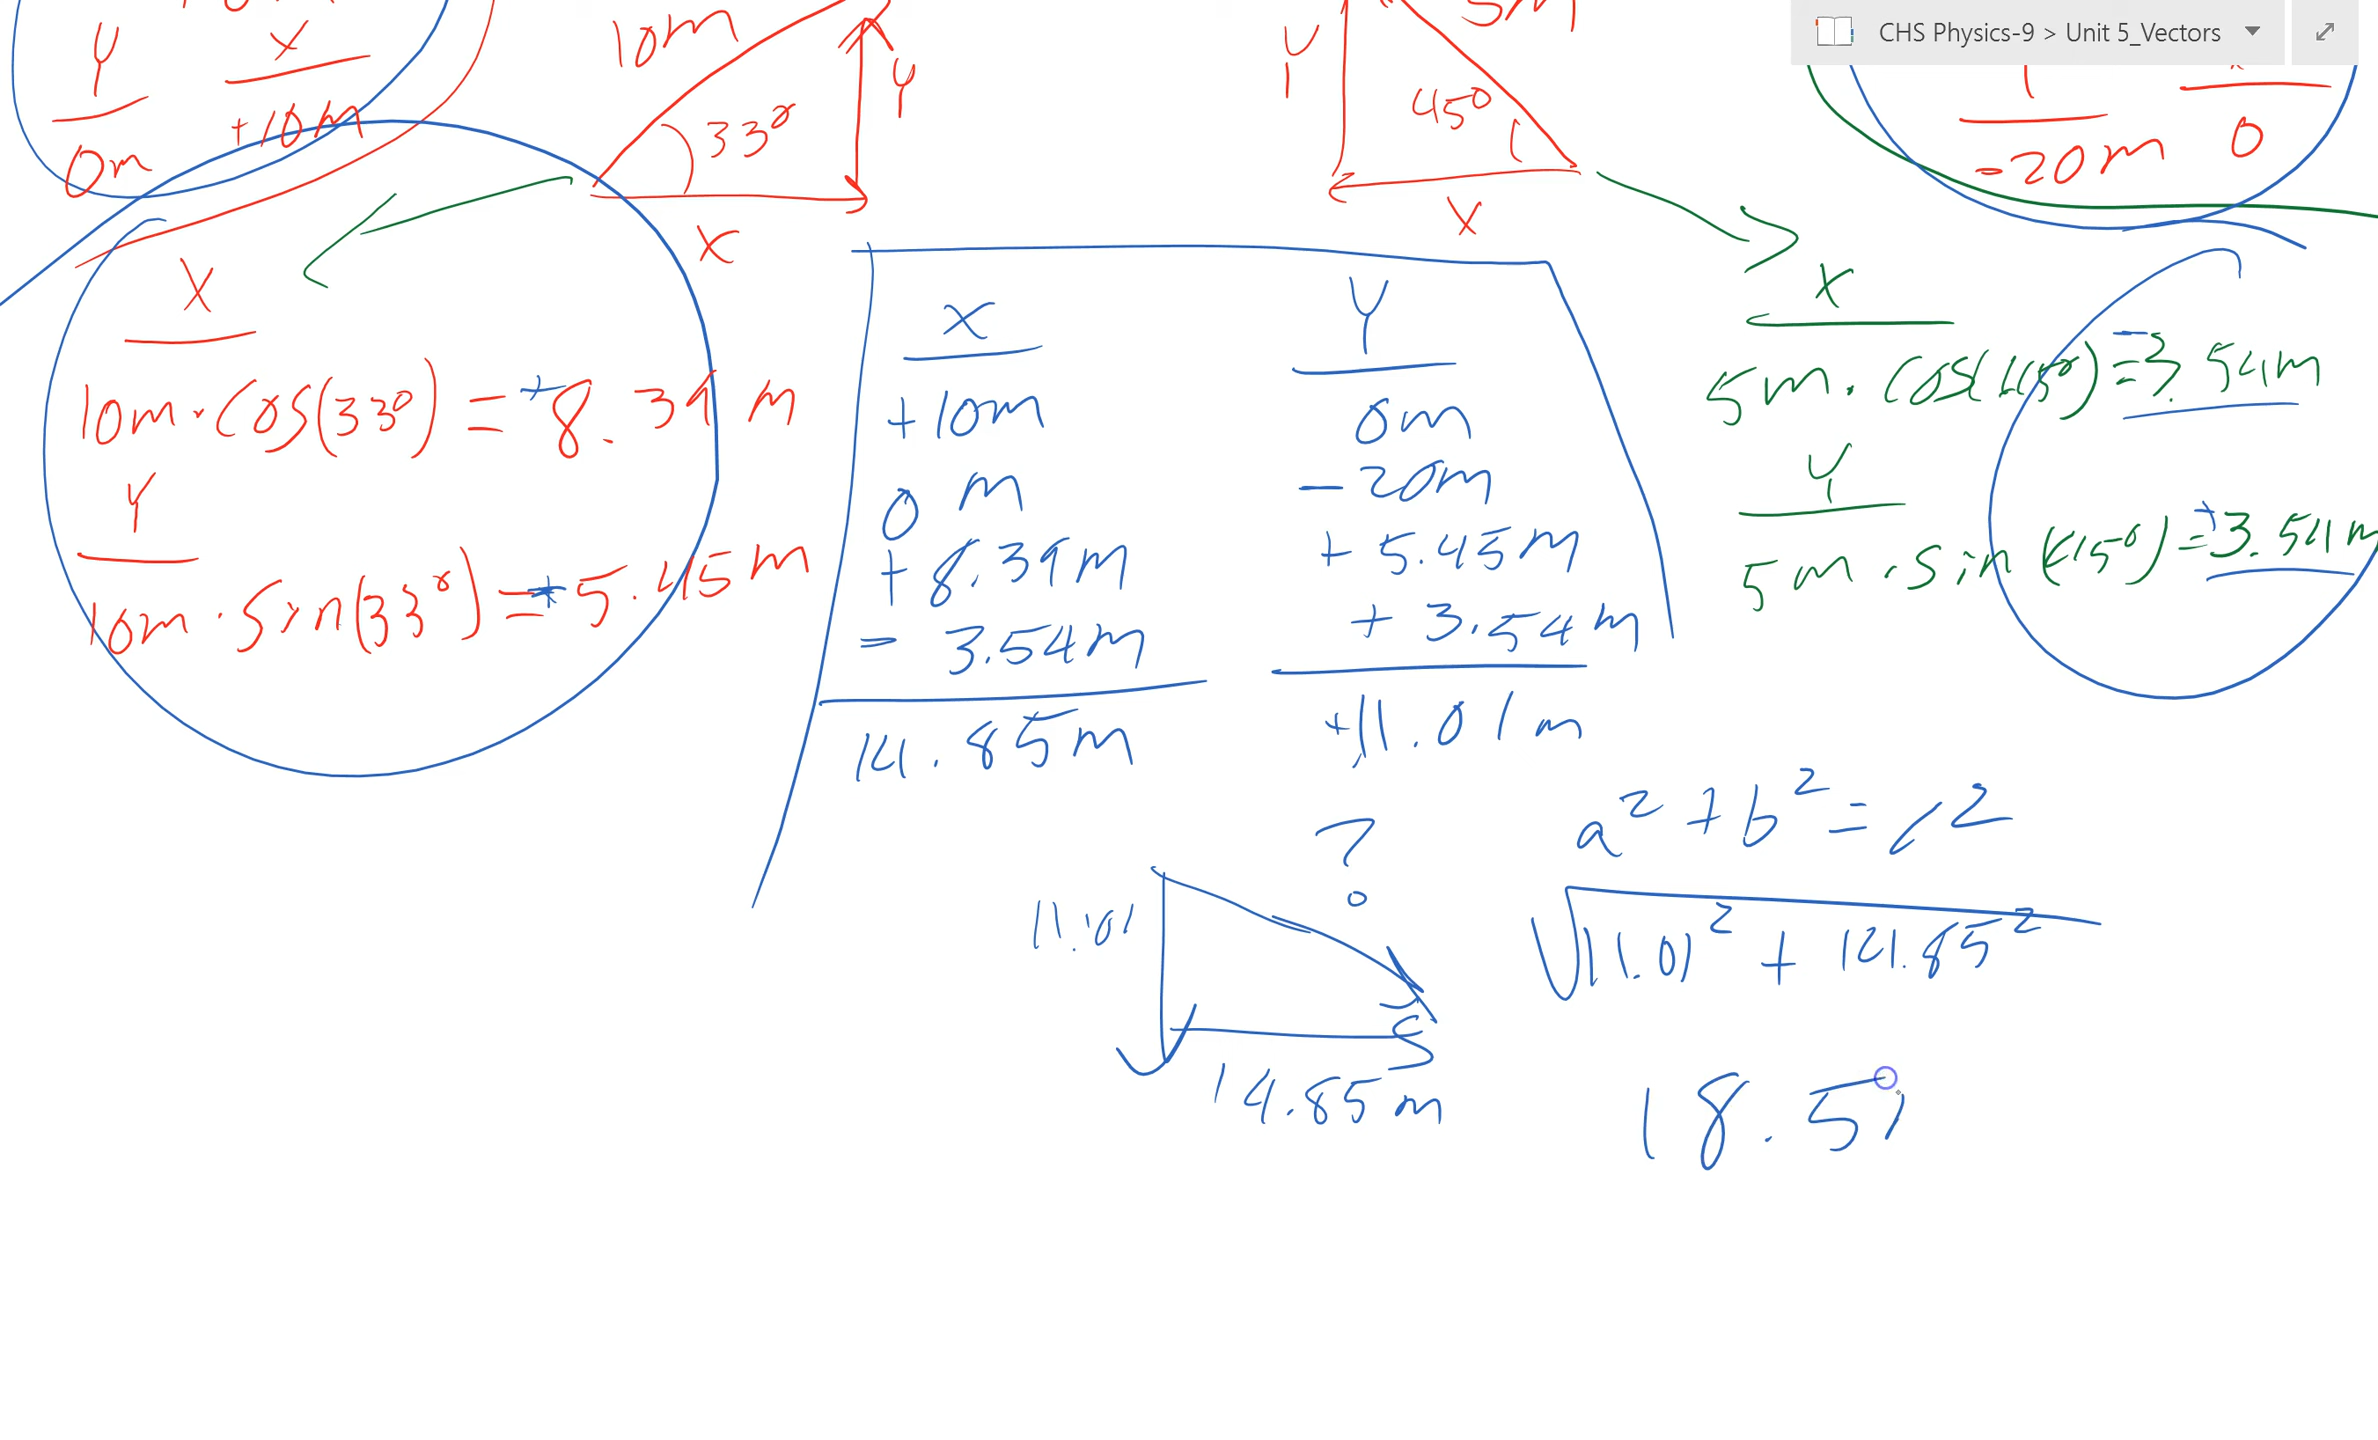 CHS Physics-9 > Unit 5_Vectors
Y X
0m +10m
10m
33°
Y
X
Y
45°
X
-20m 0
X
10m · cos(33°) = +8.39 m
Y
10m · sin(33°) = +5.45 m
X Y
+10m 0m
0 m -20m
+8.39m +5.45m
= 3.54m +3.54m
14.85m +11.01m
X
5m · cos(45°) = -3.54m
Y
5m · sin(45°) = +3.54m
a² + b² = c²
?
11.01
14.85 m
√11.01² + 14.85²
18.5